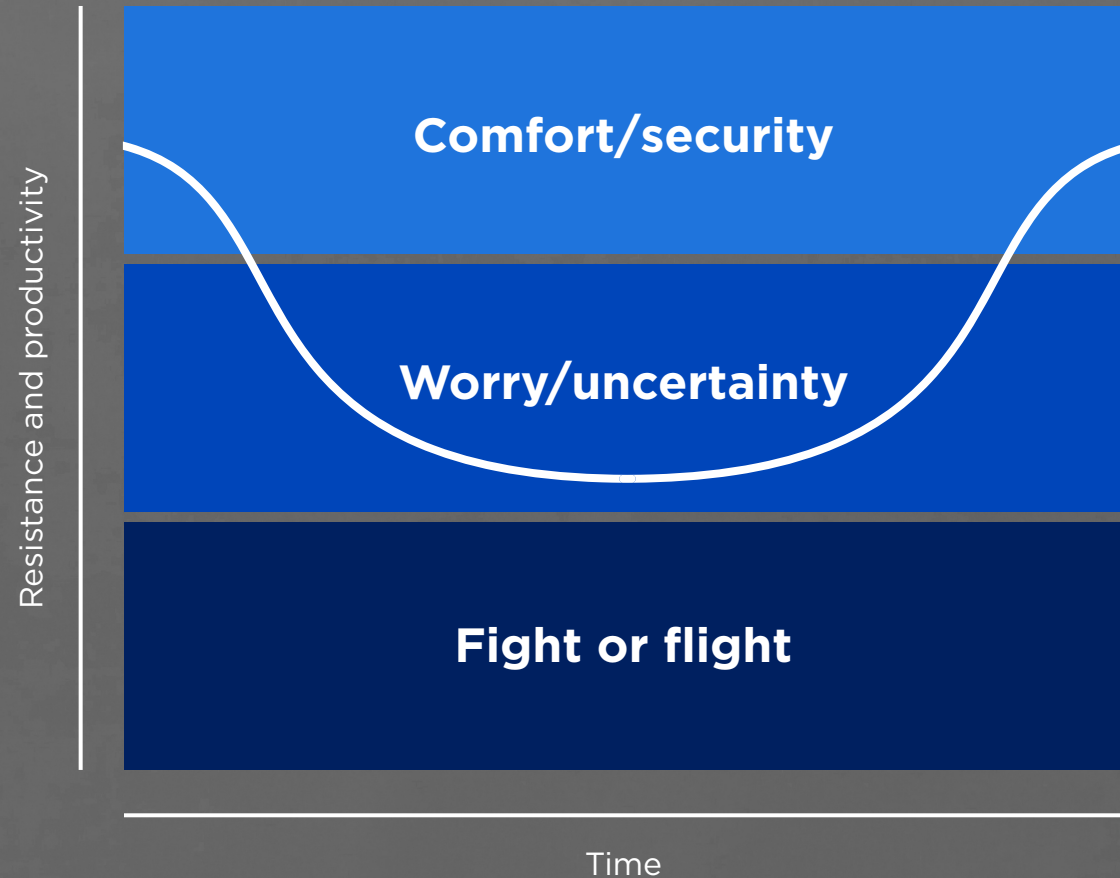 Resistance and productivity
Comfort/security
Worry/uncertainty
Fight or flight
Time